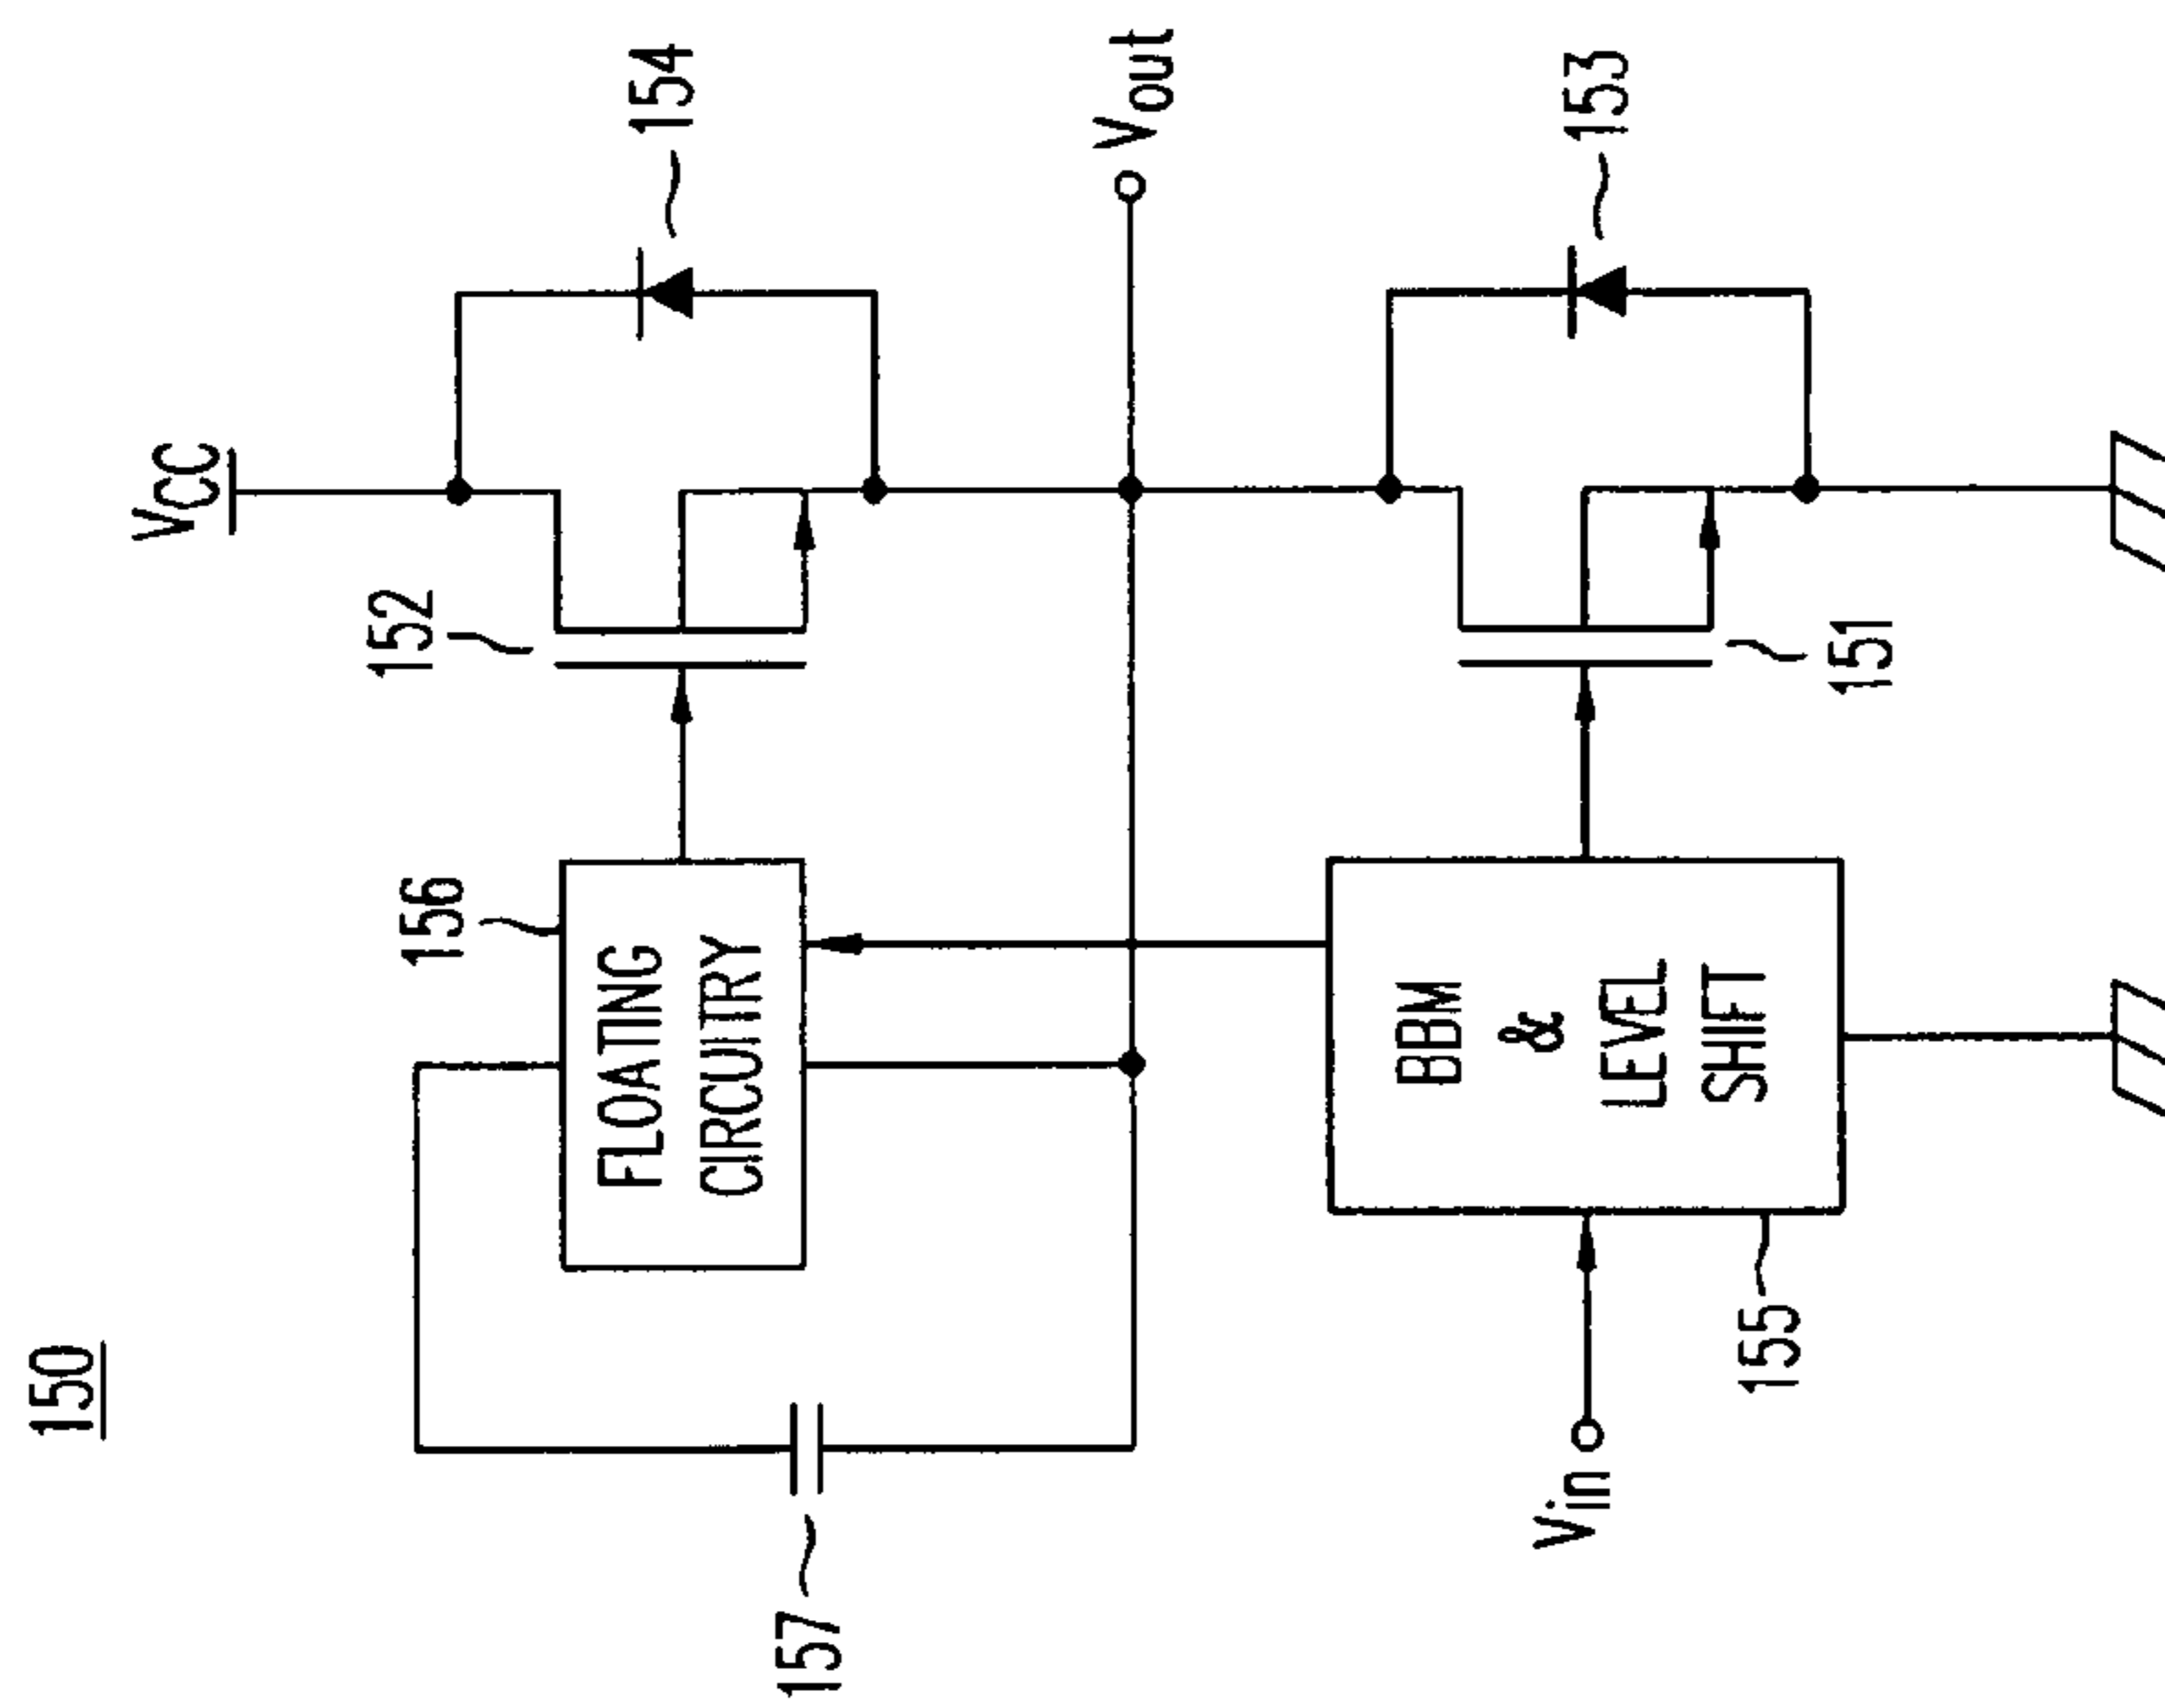 150
VCC
152
154
156
FLOATING
CIRCUITRY
157
Vout
153
151
BBM
&
LEVEL
SHIFT
155
Vin